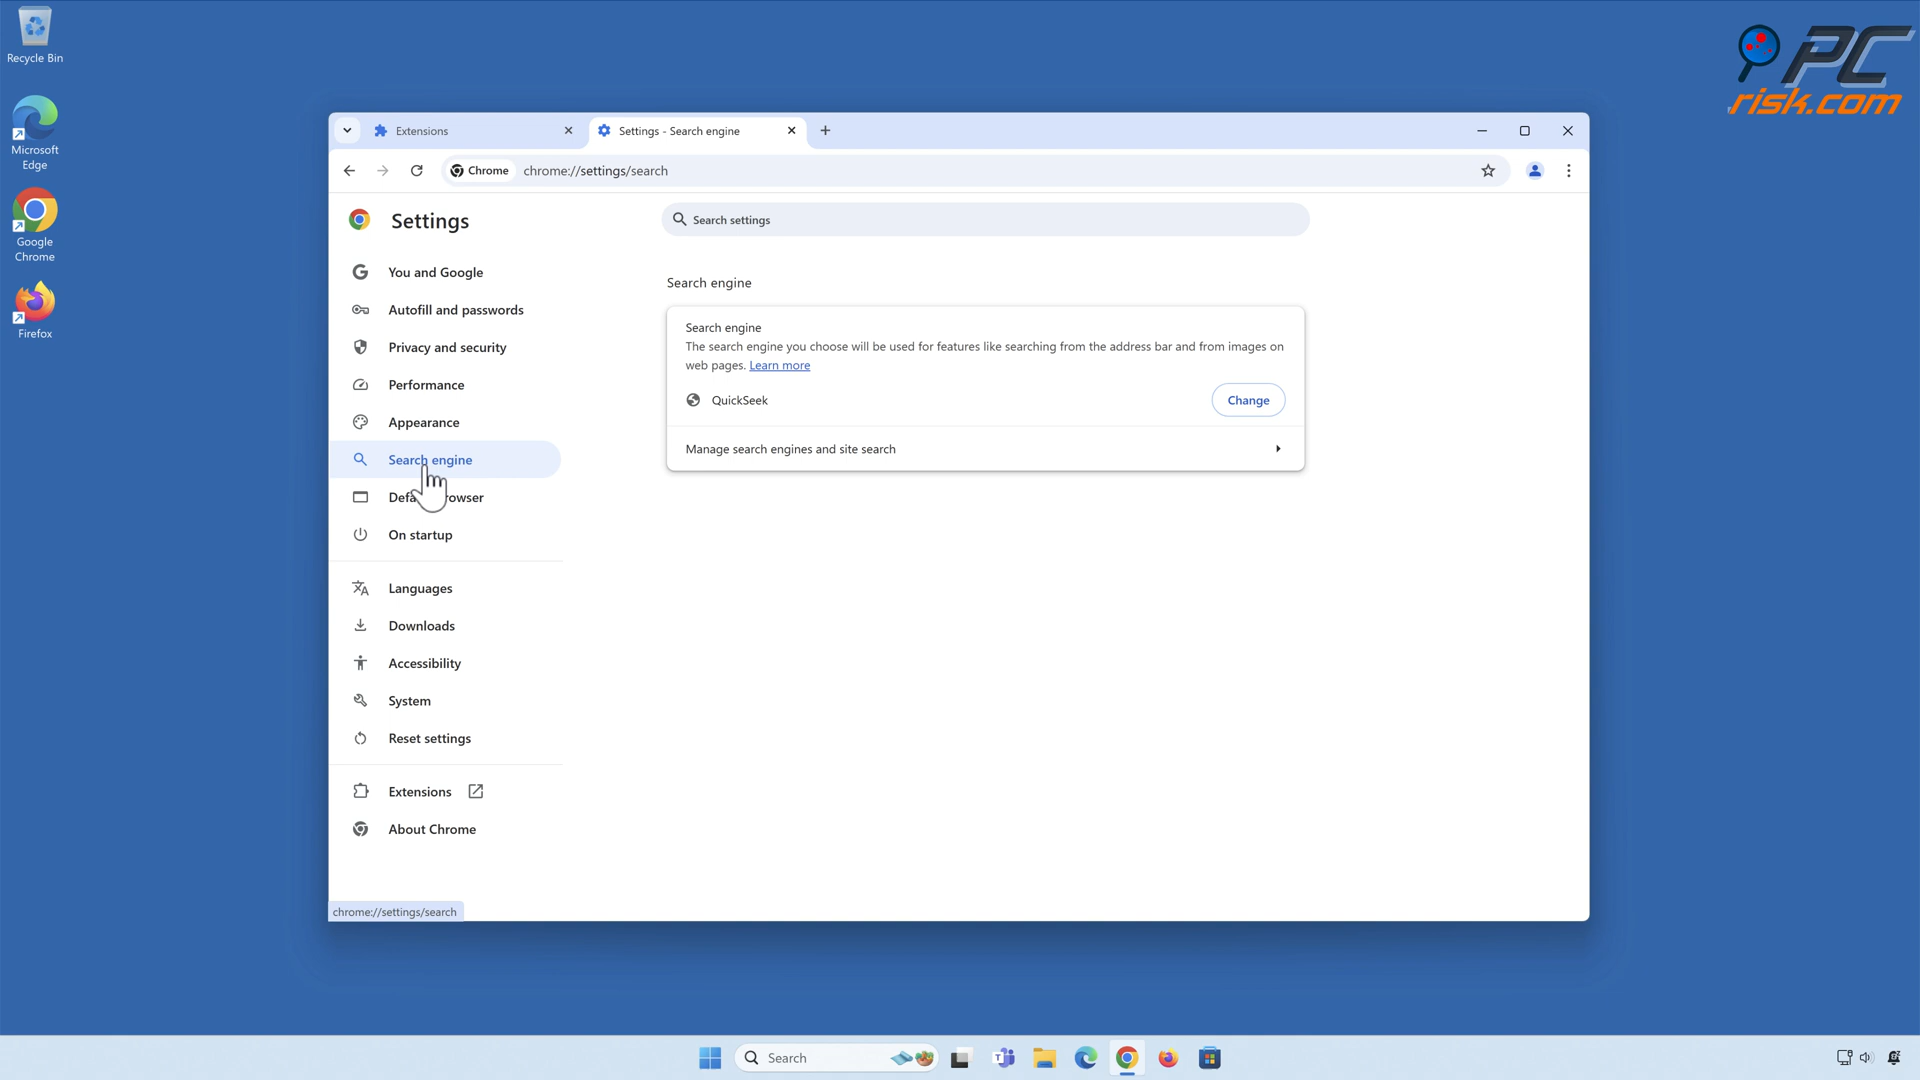 Recycle Bin
Microsoft
Edge
Google
Chrome
Firefox
PC
risk.com
Extensions
Settings - Search engine
Chrome
chrome://settings/search
Settings
Search settings
You and Google
Autofill and passwords
Privacy and security
Performance
Appearance
Search engine
Defa rowser
On startup
Languages
Downloads
Accessibility
System
Reset settings
Extensions
About Chrome
Search engine
Search engine
The search engine you choose will be used for features like searching from the address bar and from images on
web pages. Learn more
QuickSeek
Change
Manage search engines and site search
chrome://settings/search
Search